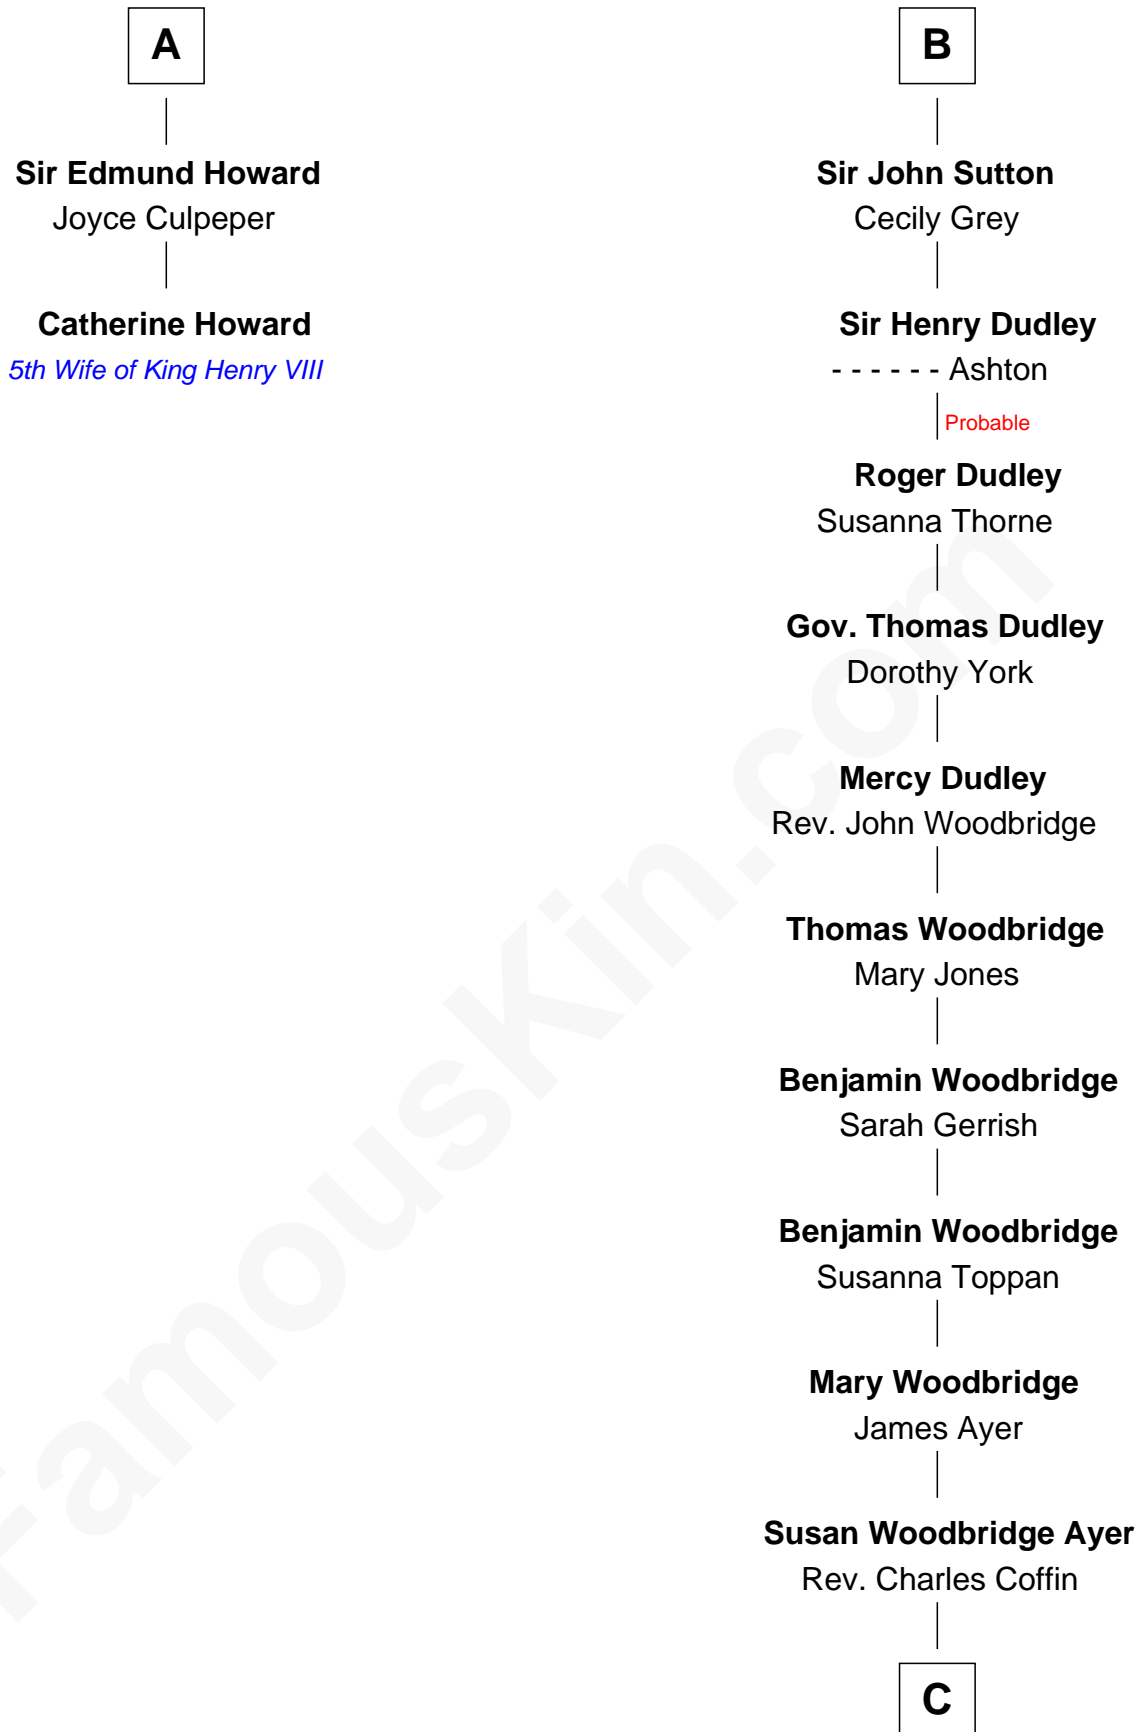 A
Sir Edmund Howard
Joyce Culpeper
Catherine Howard
5th Wife of King Henry VIII
B
Sir John Sutton
Cecily Grey
Sir Henry Dudley
- - - - - - Ashton
Probable
Roger Dudley
Susanna Thorne
Gov. Thomas Dudley
Dorothy York
Mercy Dudley
Rev. John Woodbridge
Thomas Woodbridge
Mary Jones
Benjamin Woodbridge
Sarah Gerrish
Benjamin Woodbridge
Susanna Toppan
Mary Woodbridge
James Ayer
Susan Woodbridge Ayer
Rev. Charles Coffin
C
FamousKin.com